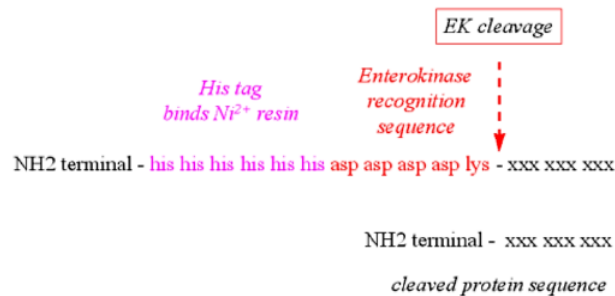 EK cleavage
His tag
binds Ni²⁺ resin
Enterokinase
recognition
sequence
NH2 terminal - his his his his his his asp asp asp asp lys - xxx xxx xxx
NH2 terminal - xxx xxx xxx
cleaved protein sequence